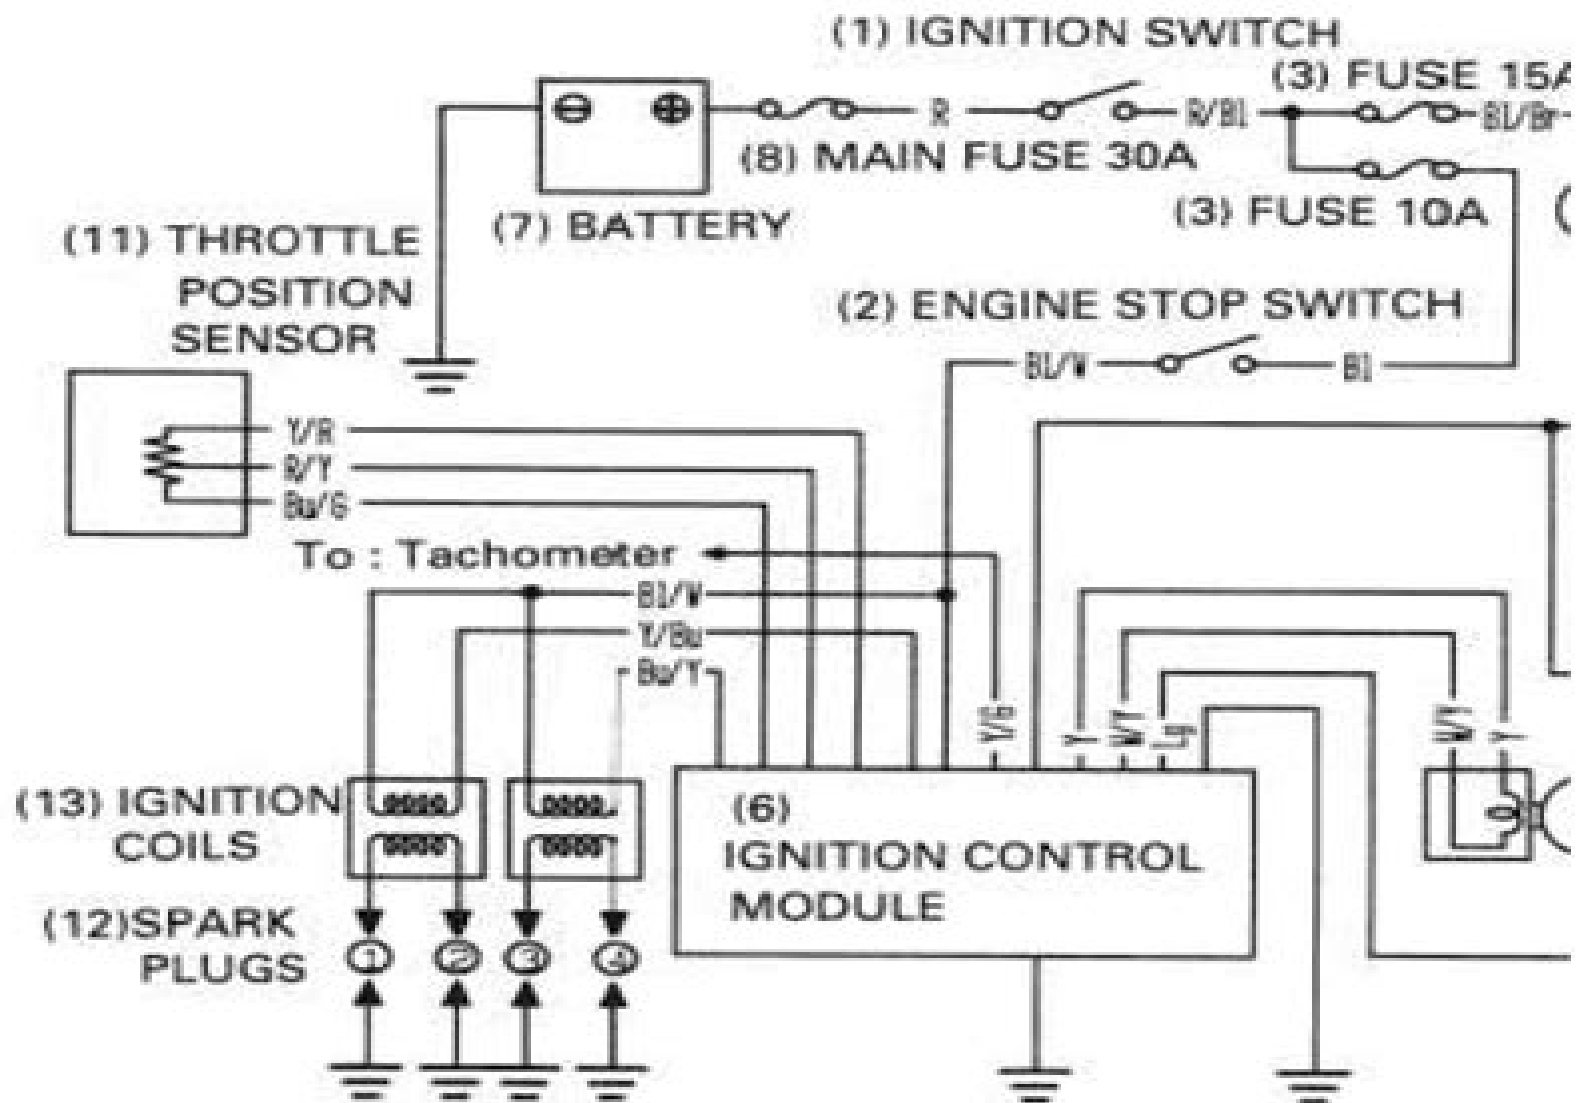 (1) IGNITION SWITCH
(3) FUSE 15A
R
R/Bl
Bl/Br
(8) MAIN FUSE 30A
(3) FUSE 10A
(7) BATTERY
(11) THROTTLE
POSITION
SENSOR
(2) ENGINE STOP SWITCH
Bl/W
Bl
Y/R
R/Y
Bu/G
To : Tachometer
Bl/W
Y/Bu
Bu/Y
Y/G
Y
W/Y
Lg
W/Y
Y
(13) IGNITION
COILS
(6)
IGNITION CONTROL
MODULE
(12)SPARK
PLUGS
1 2 3 4